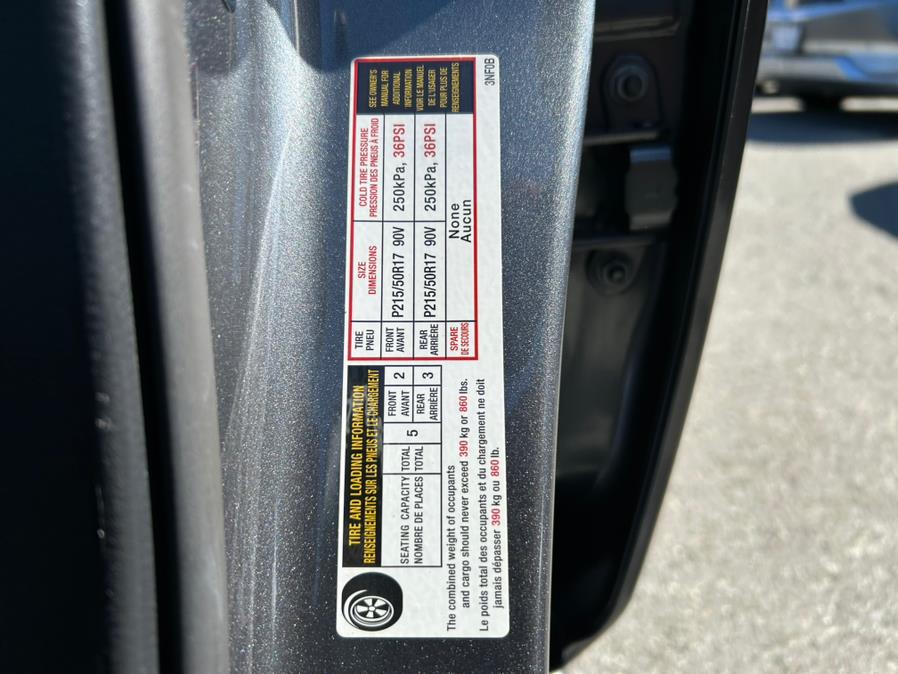 TIRE AND LOADING INFORMATION
RENSEIGNEMENTS SUR LES PNEUS ET LE CHARGEMENT
SEATING CAPACITY TOTAL 5 FRONT 2
NOMBRE DE PLACES TOTAL AVANT
REAR 3
ARRIÈRE
The combined weight of occupants
and cargo should never exceed 390 kg or 860 lbs.
Le poids total des occupants et du chargement ne doit
jamais dépasser 390 kg ou 860 lb.
TIRE SIZE COLD TIRE PRESSURE
PNEU DIMENSIONS PRESSION DES PNEUS À FROID
FRONT P215/50R17 90V 250kPa, 36PSI
AVANT
REAR P215/50R17 90V 250kPa, 36PSI
ARRIÈRE
SPARE None
DE SECOURS Aucun
SEE OWNER'S
MANUAL FOR
ADDITIONAL
INFORMATION
VOIR LE MANUEL
DE L'USAGER
POUR PLUS DE
RENSEIGNEMENTS
3NF0B